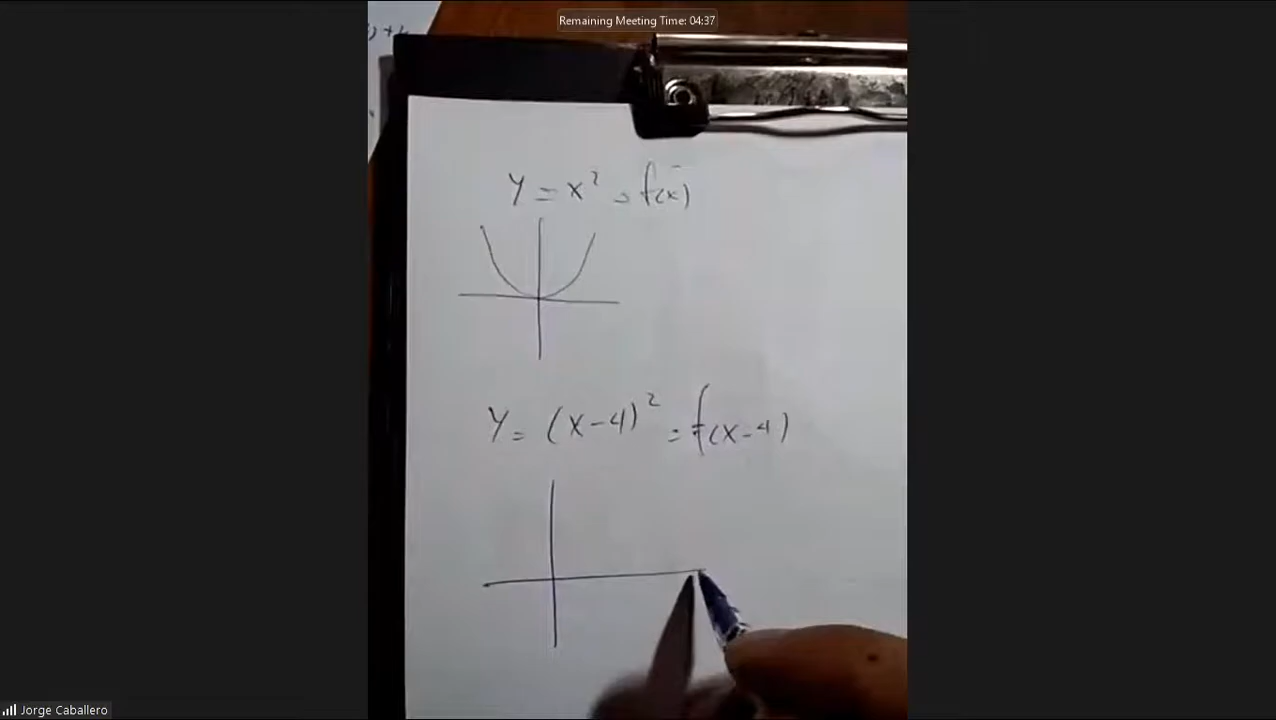 Remaining Meeting Time: 04:37
y = x² = f(x)
y = (x-4)² = f(x-4)
Jorge Caballero